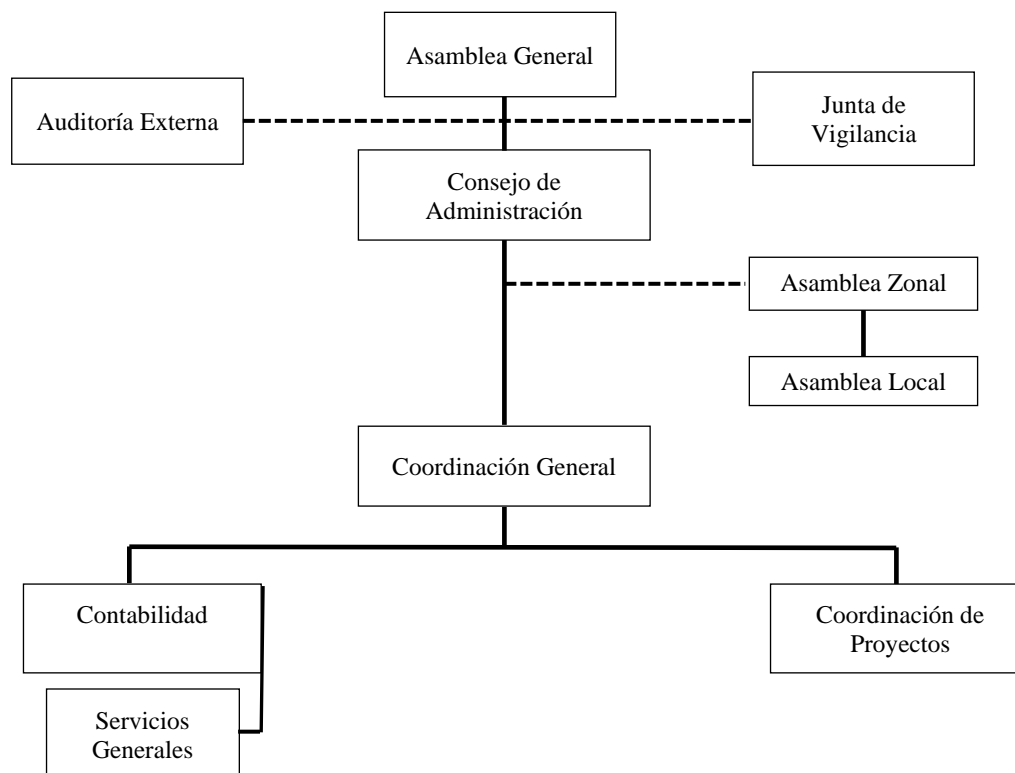 Asamblea General
Auditoría Externa
Junta de
Vigilancia
Consejo de
Administración
Asamblea Zonal
Asamblea Local
Coordinación General
Contabilidad
Coordinación de
Proyectos
Servicios
Generales